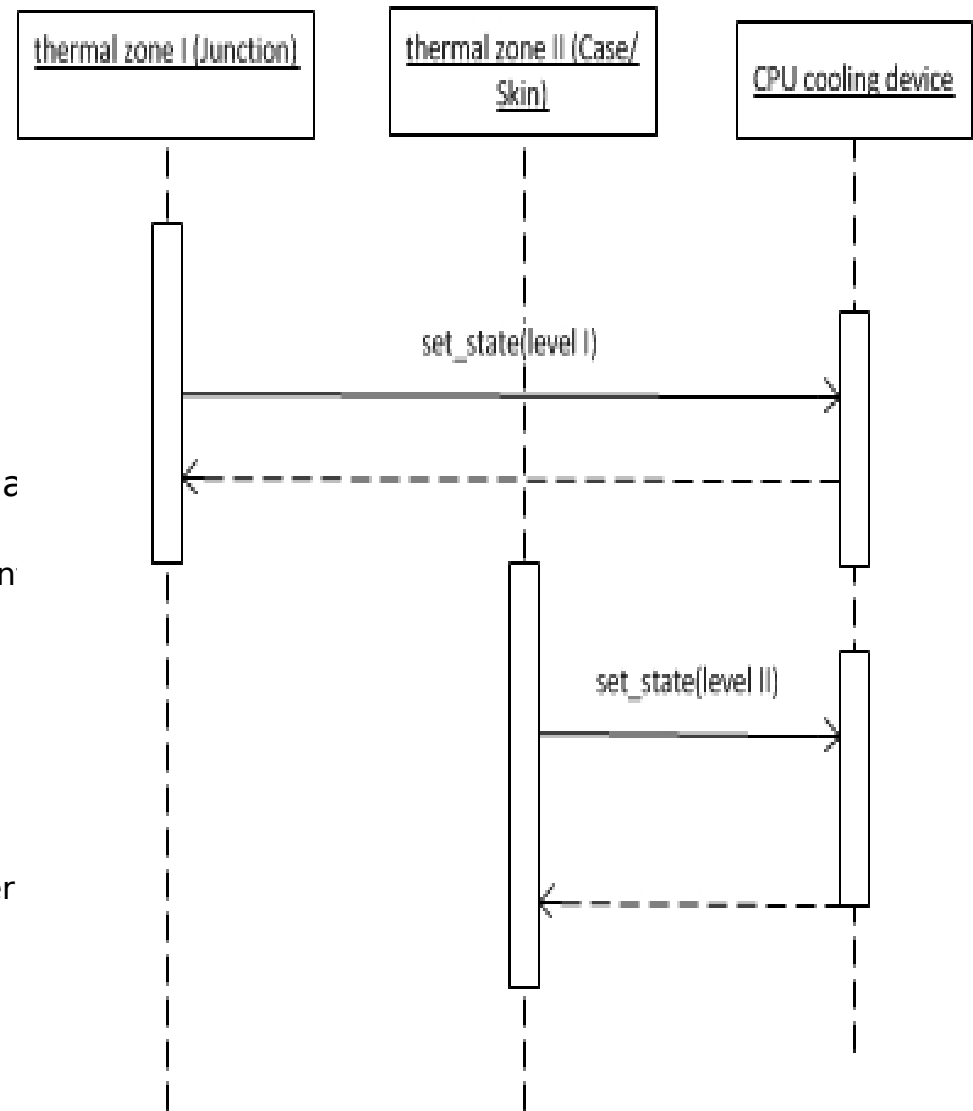 thermal zone I (Junction)
thermal zone II (Case/
Skin)
CPU cooling device
set_state(level I)
a
set_state(level II)
er